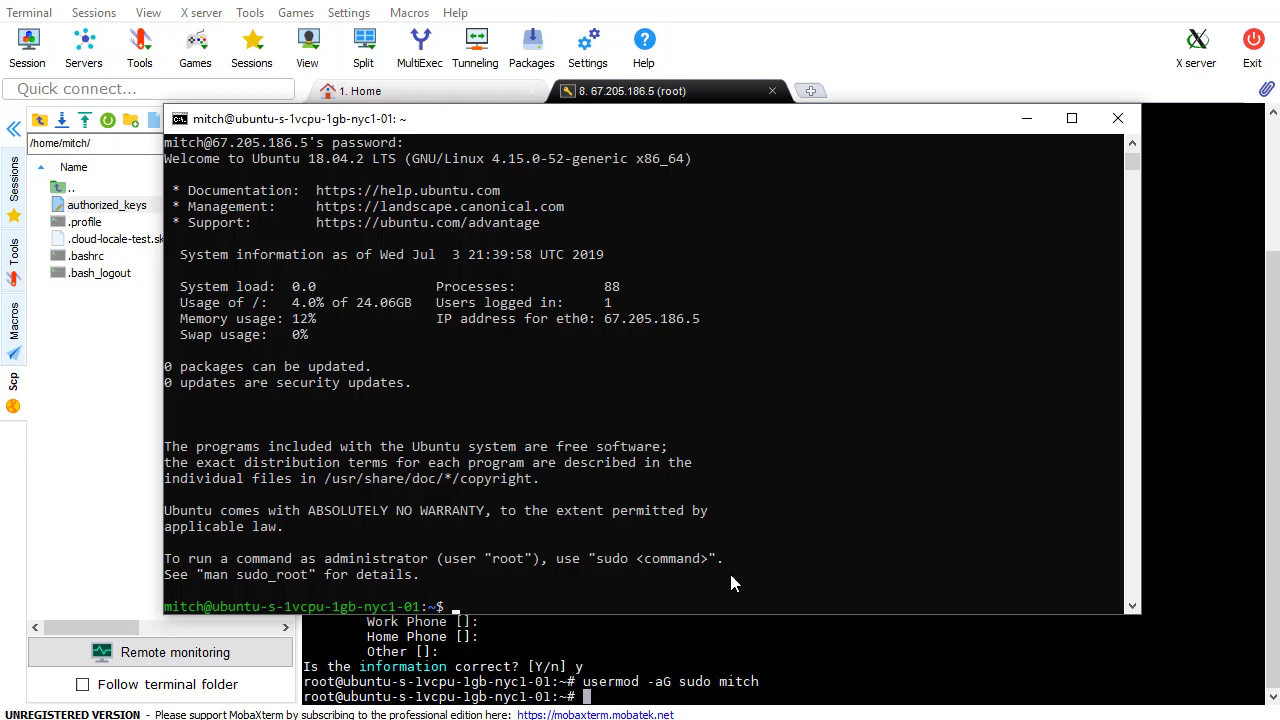 Terminal Sessions View X server Tools Games Settings Macros Help
Session Servers Tools Games Sessions View Split MultiExec Tunneling Packages Settings Help X server Exit
Quick connect... 1. Home 8. 67.205.186.5 (root)
mitch@ubuntu-s-1vcpu-1gb-nyc1-01: ~
/home/mitch/
Name
..
authorized_keys
.profile
.cloud-locale-test.sk
.bashrc
.bash_logout
Sessions
Tools
Macros
Scp
mitch@67.205.186.5's password:
Welcome to Ubuntu 18.04.2 LTS (GNU/Linux 4.15.0-52-generic x86_64)
* Documentation: https://help.ubuntu.com
* Management: https://landscape.canonical.com
* Support: https://ubuntu.com/advantage
System information as of Wed Jul 3 21:39:58 UTC 2019
System load: 0.0 Processes: 88
Usage of /: 4.0% of 24.06GB Users logged in: 1
Memory usage: 12% IP address for eth0: 67.205.186.5
Swap usage: 0%
0 packages can be updated.
0 updates are security updates.
The programs included with the Ubuntu system are free software;
the exact distribution terms for each program are described in the
individual files in /usr/share/doc/*/copyright.
Ubuntu comes with ABSOLUTELY NO WARRANTY, to the extent permitted by
applicable law.
To run a command as administrator (user "root"), use "sudo <command>".
See "man sudo_root" for details.
mitch@ubuntu-s-1vcpu-1gb-nyc1-01:~$
Work Phone []:
Home Phone []:
Other []:
Is the information correct? [Y/n] y
root@ubuntu-s-1vcpu-1gb-nyc1-01:~# usermod -aG sudo mitch
root@ubuntu-s-1vcpu-1gb-nyc1-01:~#
Remote monitoring
Follow terminal folder
UNREGISTERED VERSION - Please support MobaXterm by subscribing to the professional edition here: https://mobaxterm.mobatek.net